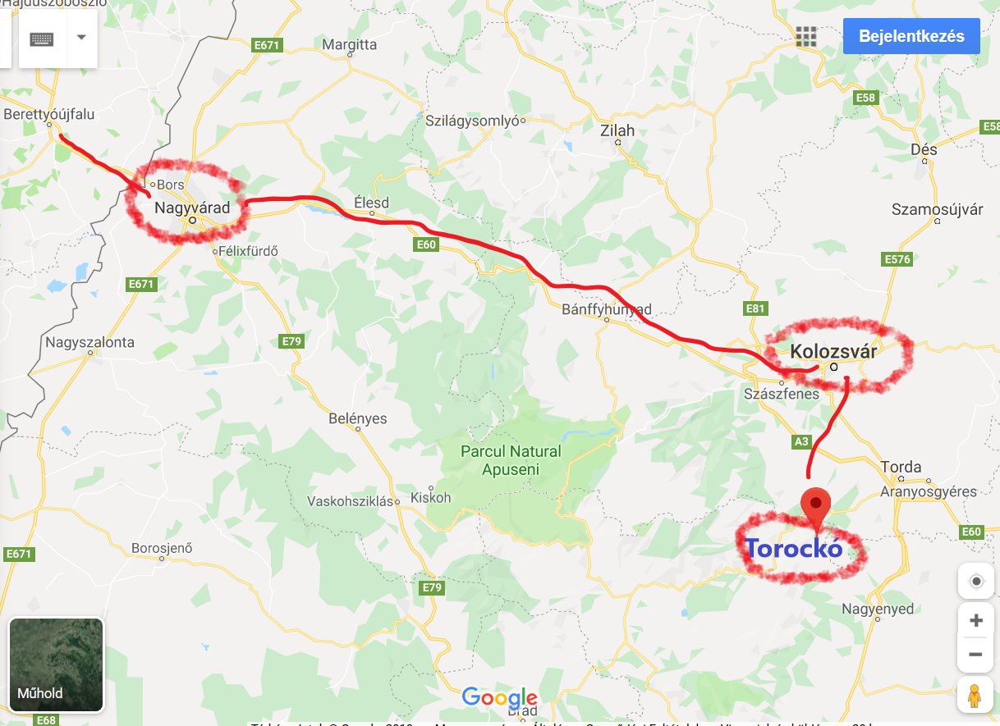 Hajdúszoboszló
E671
Margitta
Bejelentkezés
E58
Berettyóújfalu
Szilágysomlyó
Zilah
E58
Dés
Bors
Nagyvárad
Élesd
Szamosújvár
E60
Félixfürdő
E576
E671
Bánffyhunyad
E81
Nagyszalonta
E79
Kolozsvár
Szászfenes
Belényes
A3
Parcul Natural
Apuseni
Torda
Vaskohsziklás
Kiskoh
Aranyosgyéres
E60
Borosjenő
Torockó
E671
E79
Nagyenyed
Műhold
Google
Brád
E68